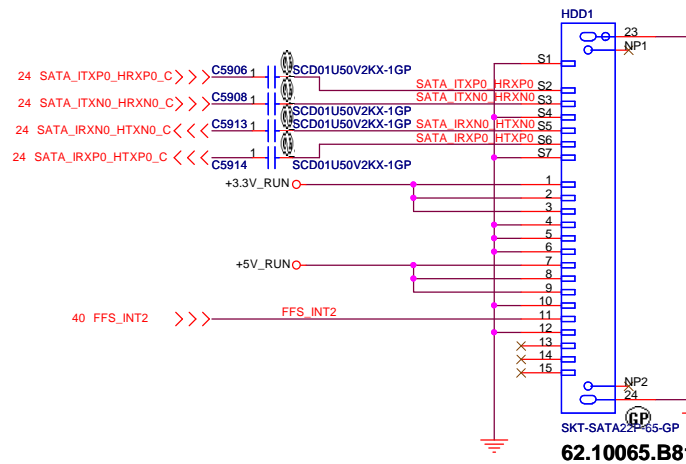 HDD1
23
NP1
S1
C5906 1 SCD01U50V2KX-1GP
24 SATA_ITXP0_HRXP0_C
SATA_ITXP0_HRXP0 S2
C5908 1 SCD01U50V2KX-1GP
24 SATA_ITXN0_HRXN0_C
SATA_ITXN0_HRXN0 S3
S4
C5913 1 SCD01U50V2KX-1GP
24 SATA_IRXN0_HTXN0_C
SATA_IRXN0_HTXN0 S5
SATA_IRXP0_HTXP0 S6
24 SATA_IRXP0_HTXP0_C
1
S7
C5914 SCD01U50V2KX-1GP
+3.3V_RUN
1
2
3
4
5
6
+5V_RUN
7
8
9
10
40 FFS_INT2
FFS_INT2
11
12
13
14
15
NP2
24
GP
SKT-SATA22P-65-GP